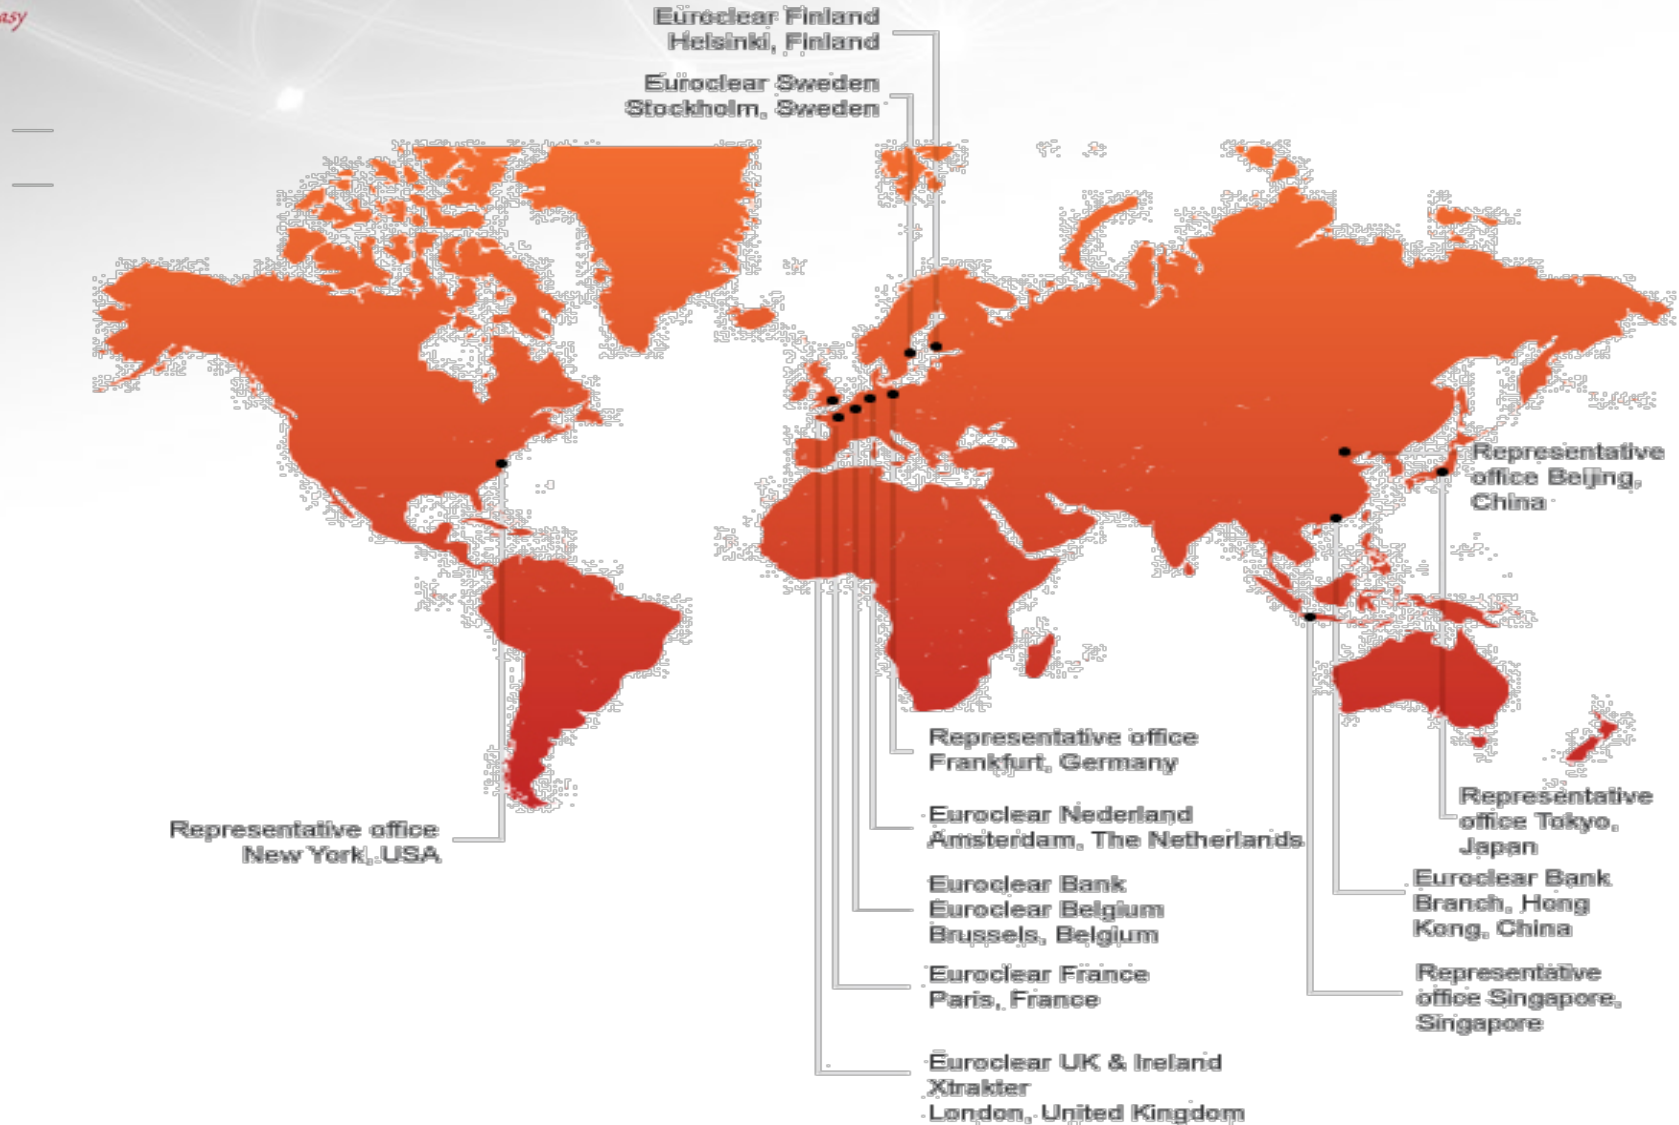 asy
Euroclear Finland
Helsinki, Finland
Euroclear Sweden
Stockholm, Sweden
Representative
office Beijing,
China
Representative office
Frankfurt, Germany
Representative
office Tokyo,
Japan
Euroclear Nederland
Amsterdam, The Netherlands
Representative office
New York, USA
Euroclear Bank
Euroclear Belgium
Brussels, Belgium
Euroclear Bank
Branch, Hong
Kong, China
Euroclear France
Paris, France
Representative
office Singapore,
Singapore
Euroclear UK & Ireland
Xtrakter
London, United Kingdom